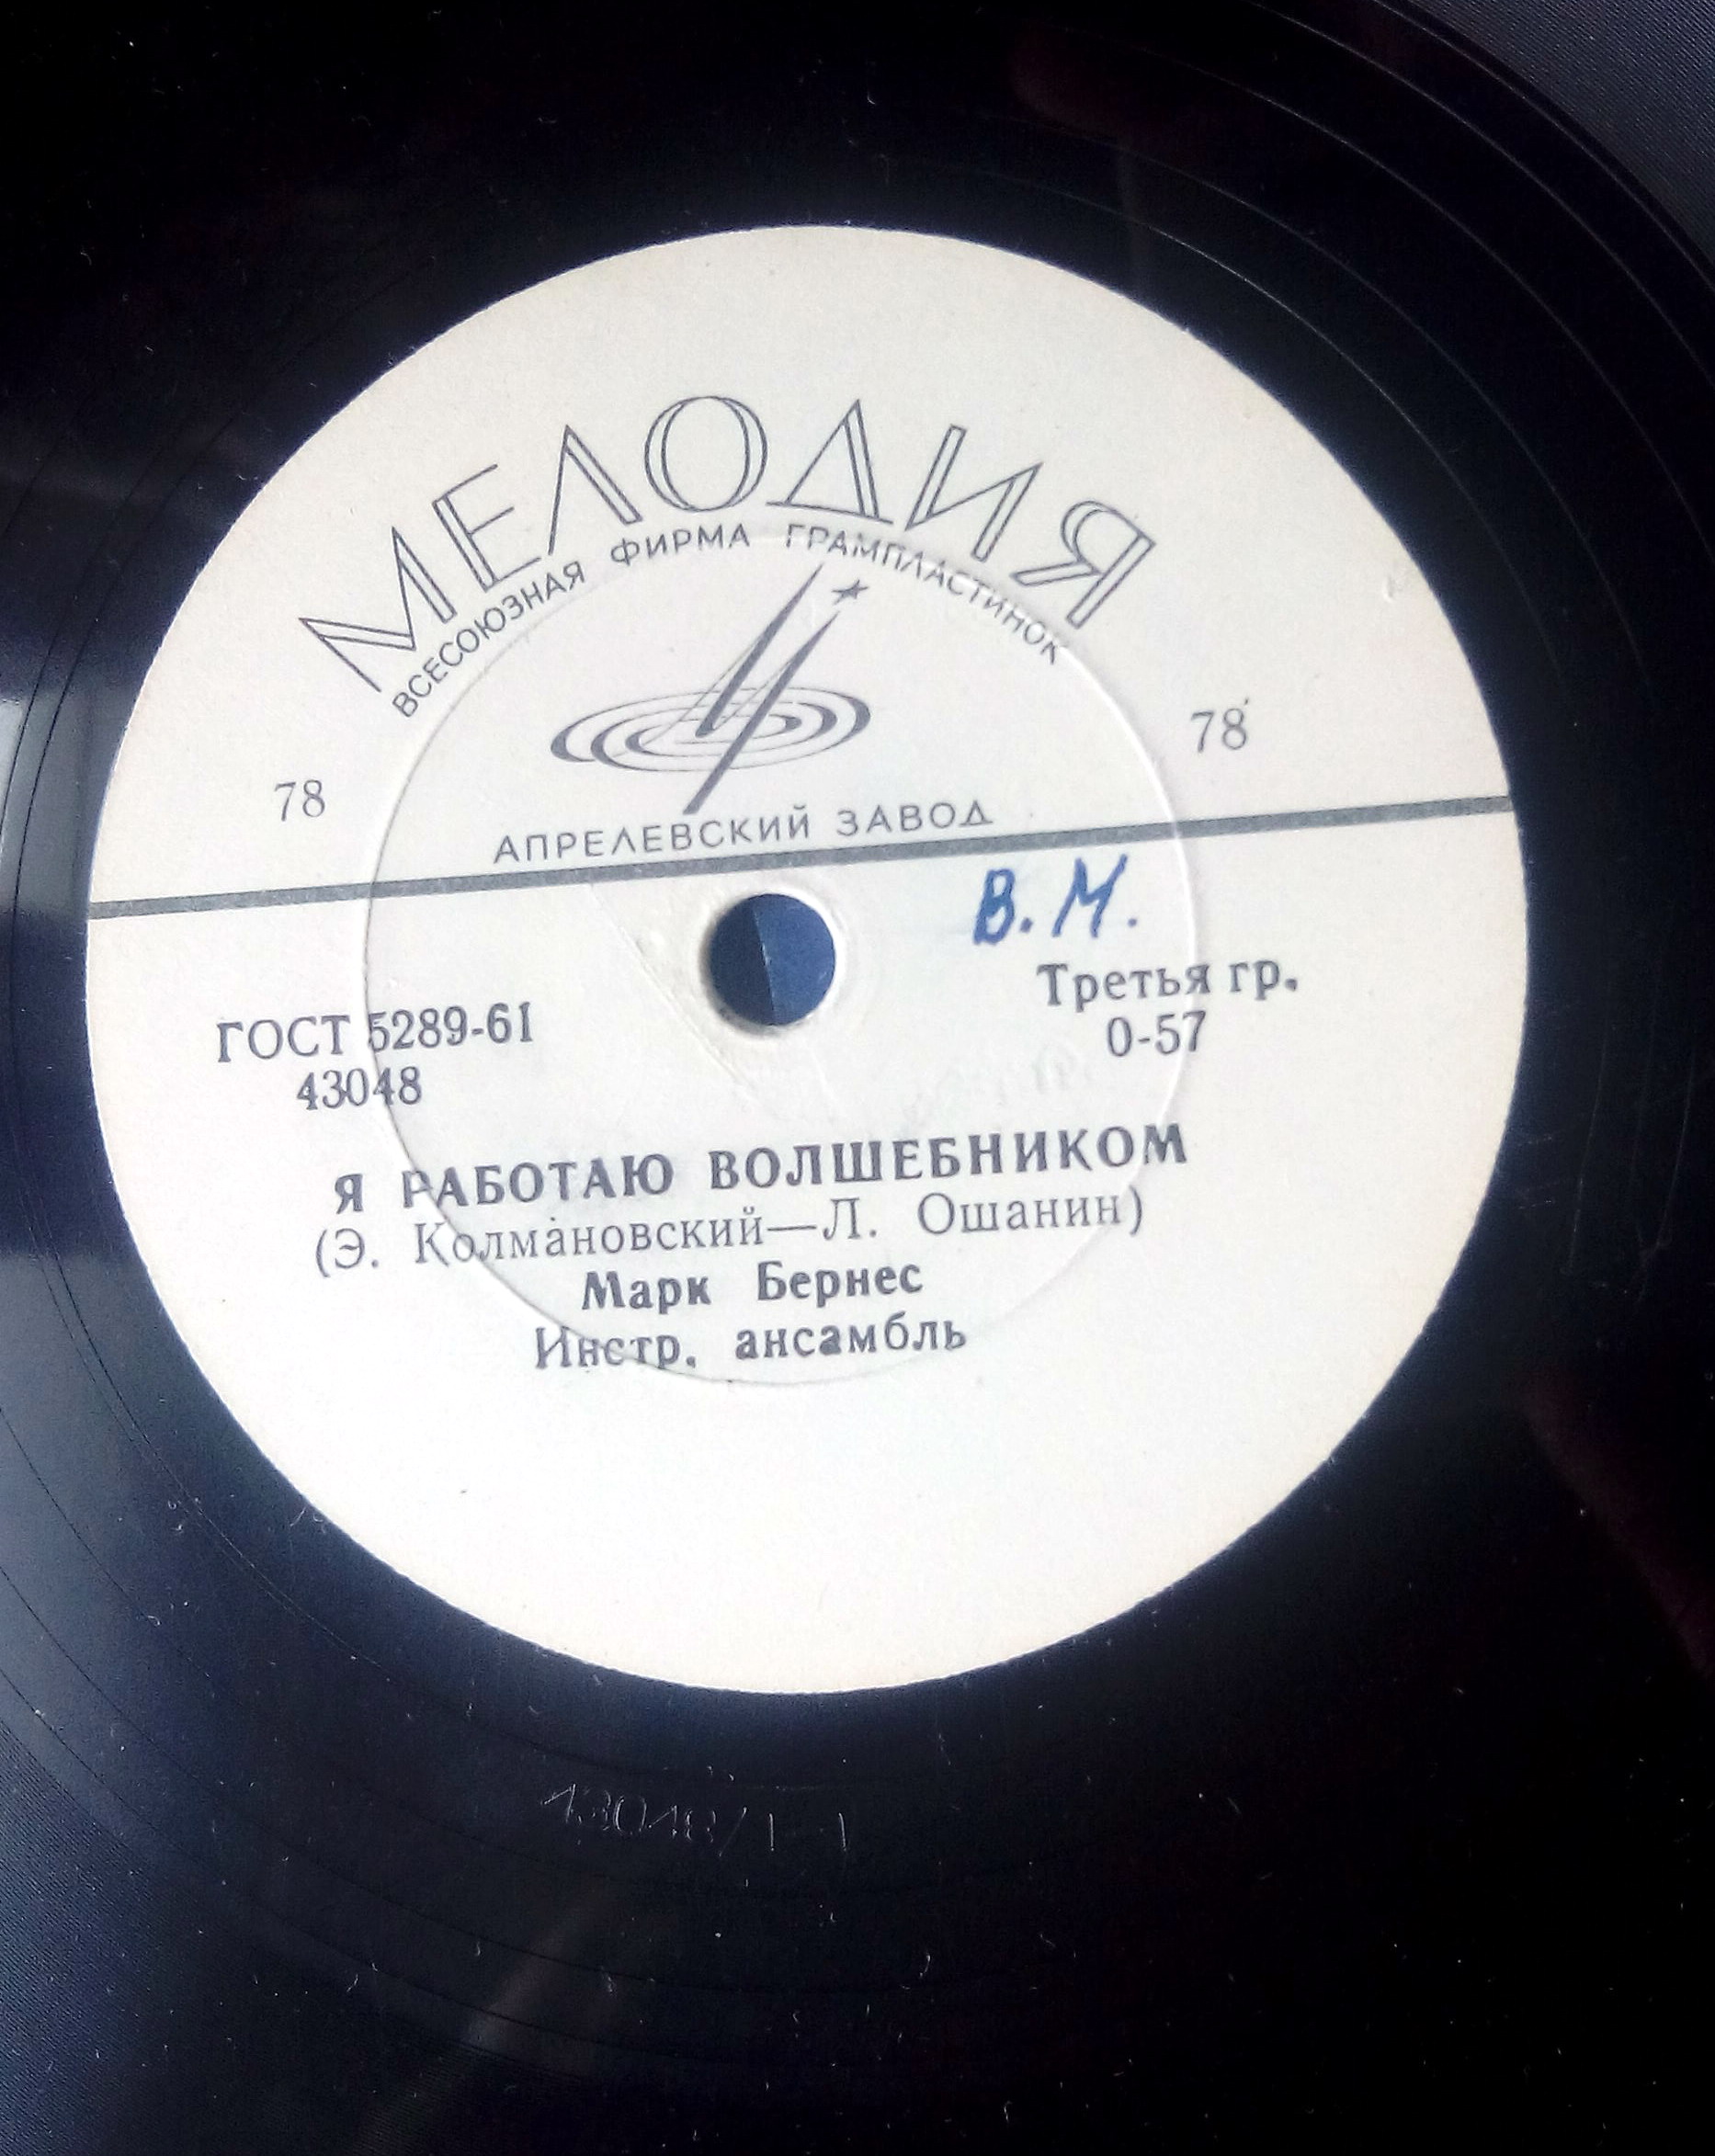 МЕЛОДИЯ
ВСЕСОЮЗНАЯ ФИРМА ГРАМПЛАСТИНОК
78 78
АПРЕЛЕВСКИЙ ЗАВОД
В.М.
ГОСТ 5289-61 Третья гр.
43048 0-57
Я РАБОТАЮ ВОЛШЕБНИКОМ
(Э. Колмановский—Л. Ошанин)
Марк Бернес
Инстр. ансамбль
43048/1-1